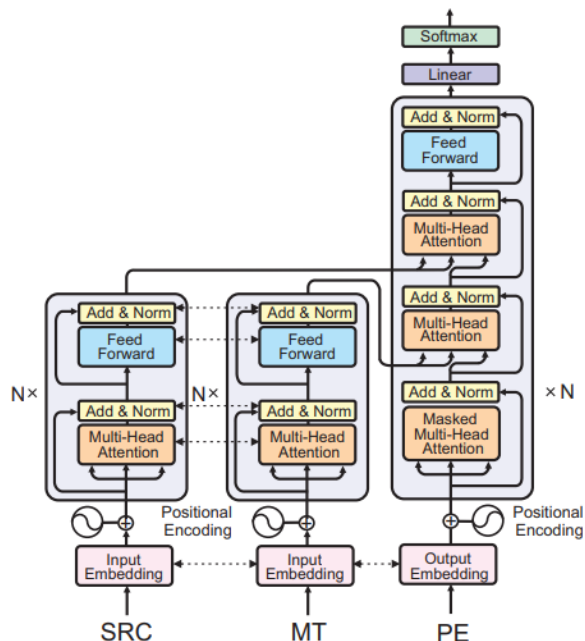 Softmax
Linear
Add & Norm
Feed
Forward
Add & Norm
Multi-Head
Attention
Add & Norm
Multi-Head
Attention
Add & Norm
Masked
Multi-Head
Attention
× N
Positional
Encoding
Output
Embedding
PE
N×
Add & Norm
Feed
Forward
Add & Norm
Multi-Head
Attention
Positional
Encoding
Input
Embedding
SRC
N×
Add & Norm
Feed
Forward
Add & Norm
Multi-Head
Attention
Positional
Encoding
Input
Embedding
MT